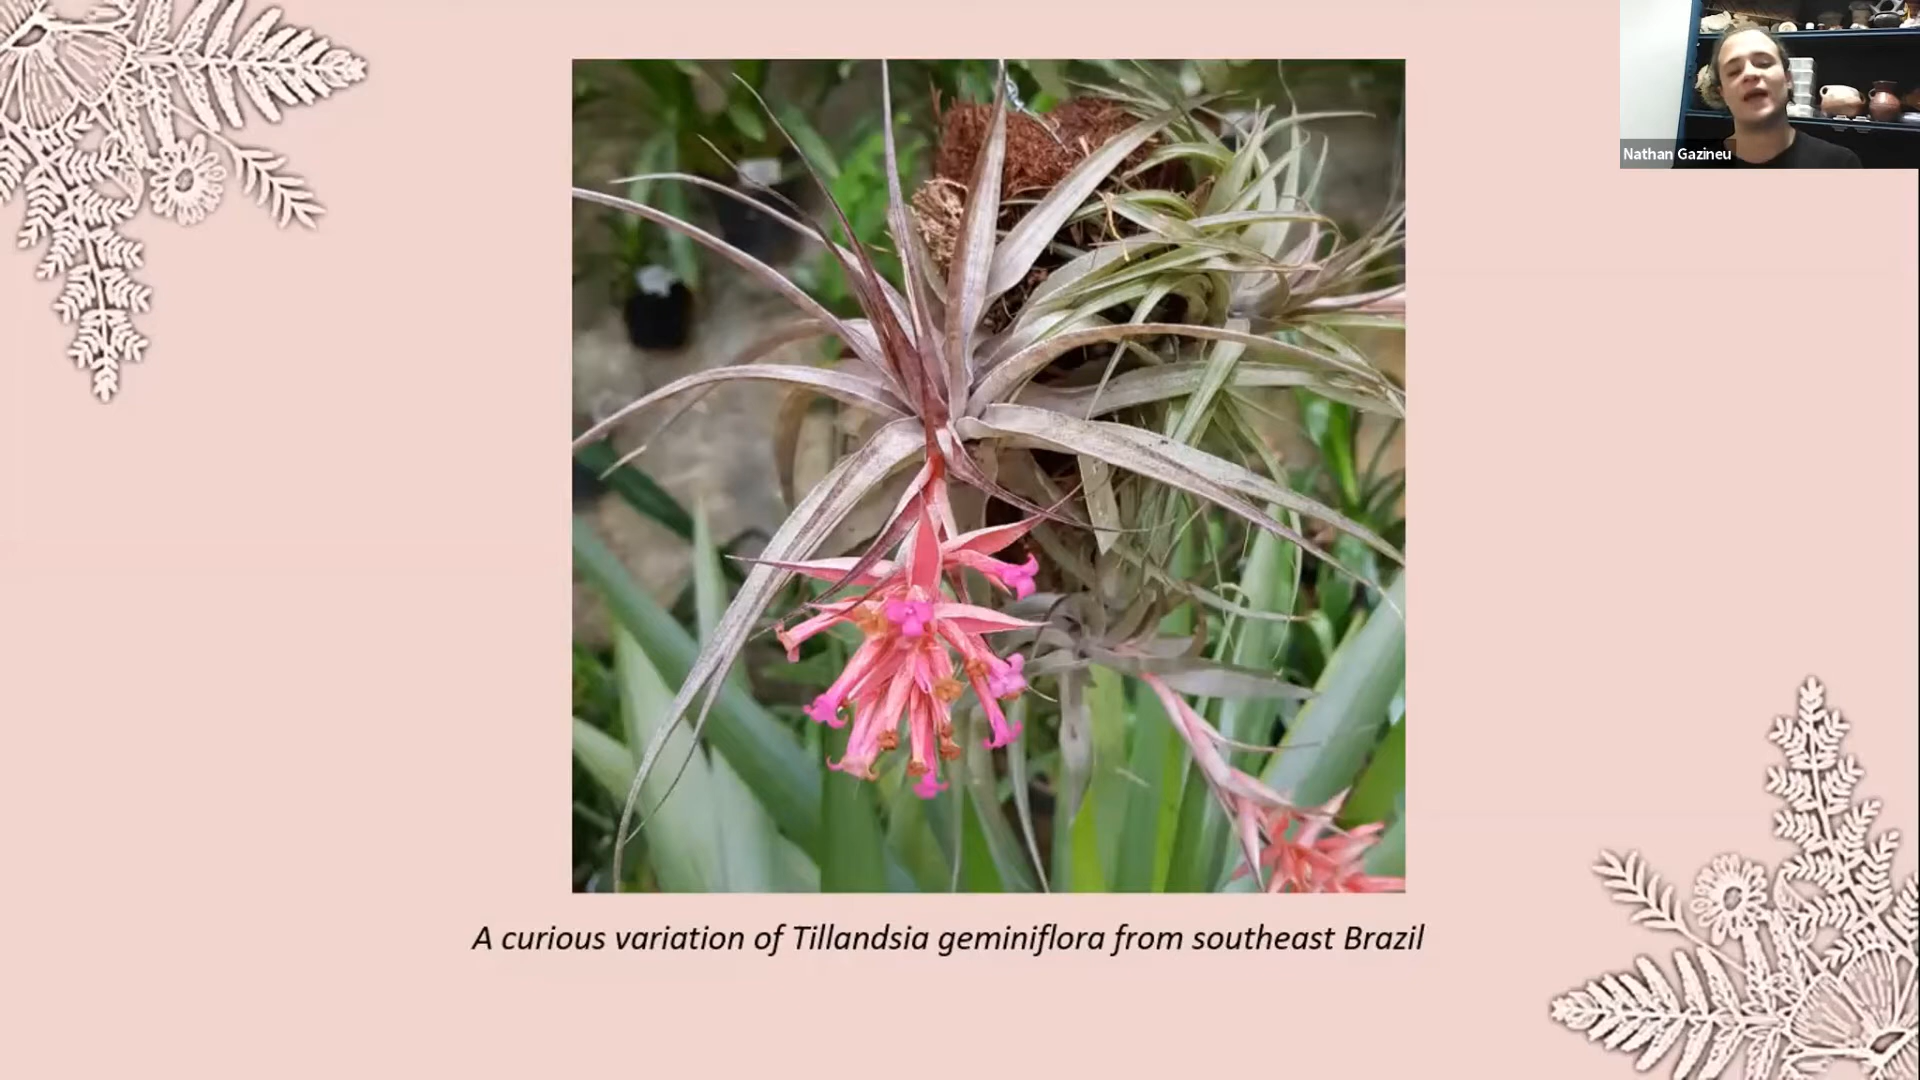 Nathan Gazineu
A curious variation of Tillandsia geminiflora from southeast Brazil